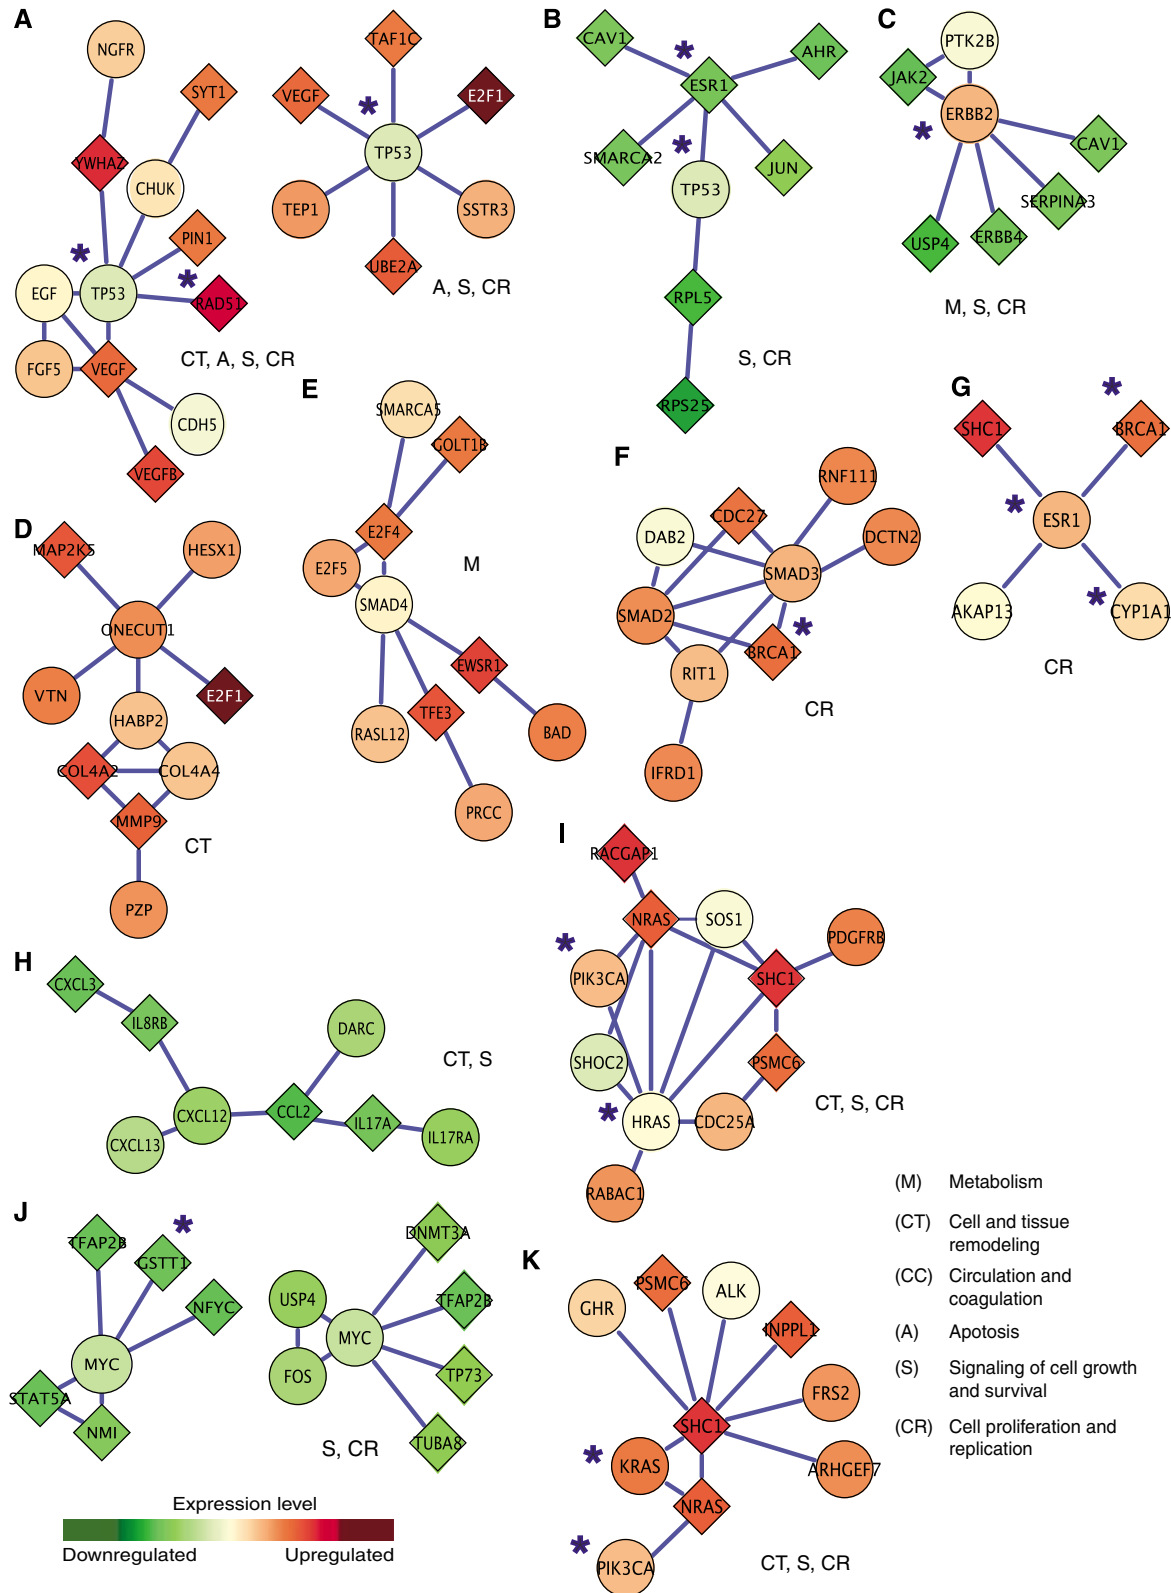 A
NGFR
SYT1
YWHAZ
CHUK
PIN1
*
EGF
TP53
*
RAD51
FGF5
VEGF
CDH5
VEGFB
CT, A, S, CR
TAF1C
VEGF
*
E2F1
TP53
TEP1
SSTR3
UBE2A
A, S, CR
B
CAV1
*
AHR
ESR1
SMARCA2
*
JUN
TP53
RPL5
RPS25
S, CR
C
PTK2B
JAK2
ERBB2
*
CAV1
SERPINA3
USP4
ERBB4
M, S, CR
D
MAP2K5
HESX1
ONECUT1
VTN
E2F1
HABP2
COL4A2
COL4A4
MMP9
CT
PZP
E
SMARCA5
GOLT1B
E2F4
E2F5
M
SMAD4
EWSR1
RASL12
TFE3
BAD
PRCC
F
RNF111
CDC27
DAB2
DCTN2
SMAD3
SMAD2
*
BRCA1
RIT1
CR
IFRD1
G
*
SHC1
BRCA1
*
ESR1
*
AKAP13
CYP1A1
CR
H
CXCL3
IL8RB
DARC
CT, S
CXCL12
CCL2
IL17A
CXCL13
IL17RA
I
RACGAP1
NRAS
SOS1
*
PDGFRB
PIK3CA
SHC1
SHOC2
PSMC6
*
HRAS
CDC25A
CT, S, CR
RABAC1
J
TFAP2B
*
GSTT1
NFYC
MYC
STAT5A
NMI
DNMT3A
USP4
TFAP2B
MYC
FOS
TP73
TUBA8
S, CR
K
GHR
PSMC6
ALK
INPPL1
FRS2
SHC1
*
KRAS
ARHGEF7
NRAS
*
PIK3CA
CT, S, CR
(M) Metabolism
(CT) Cell and tissue
remodeling
(CC) Circulation and
coagulation
(A) Apotosis
(S) Signaling of cell growth
and survival
(CR) Cell proliferation and
replication
Expression level
Downregulated Upregulated